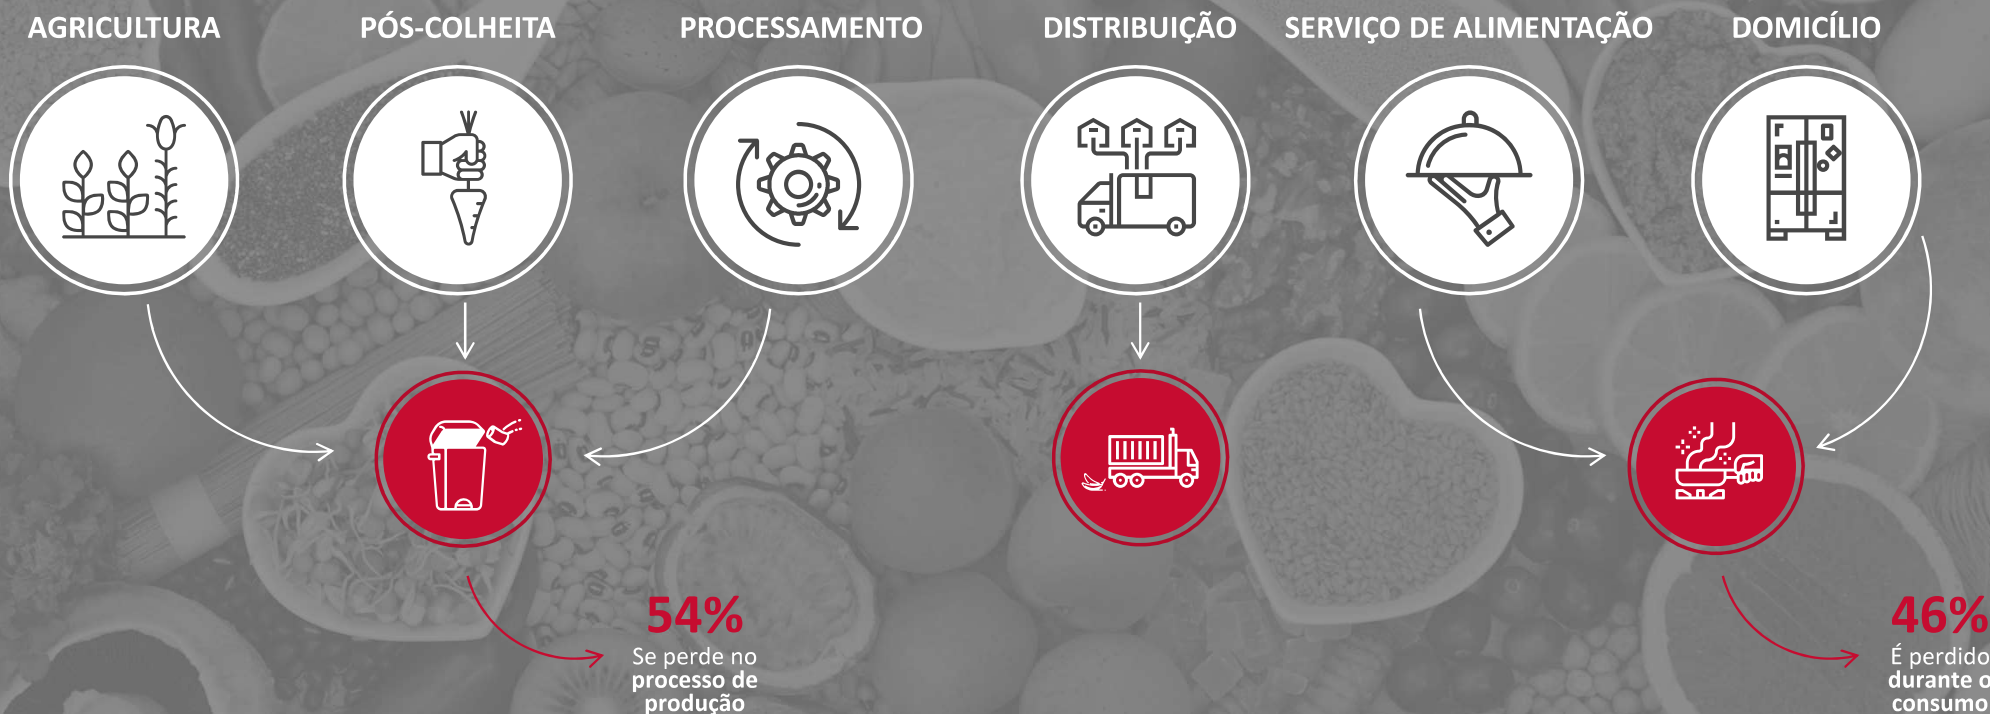 AGRICULTURA
PÓS-COLHEITA
PROCESSAMENTO
DISTRIBUIÇÃO
SERVIÇO DE ALIMENTAÇÃO
DOMICÍLIO
54%
Se perde no
processo de
produção
46%
É perdido
durante o
consumo